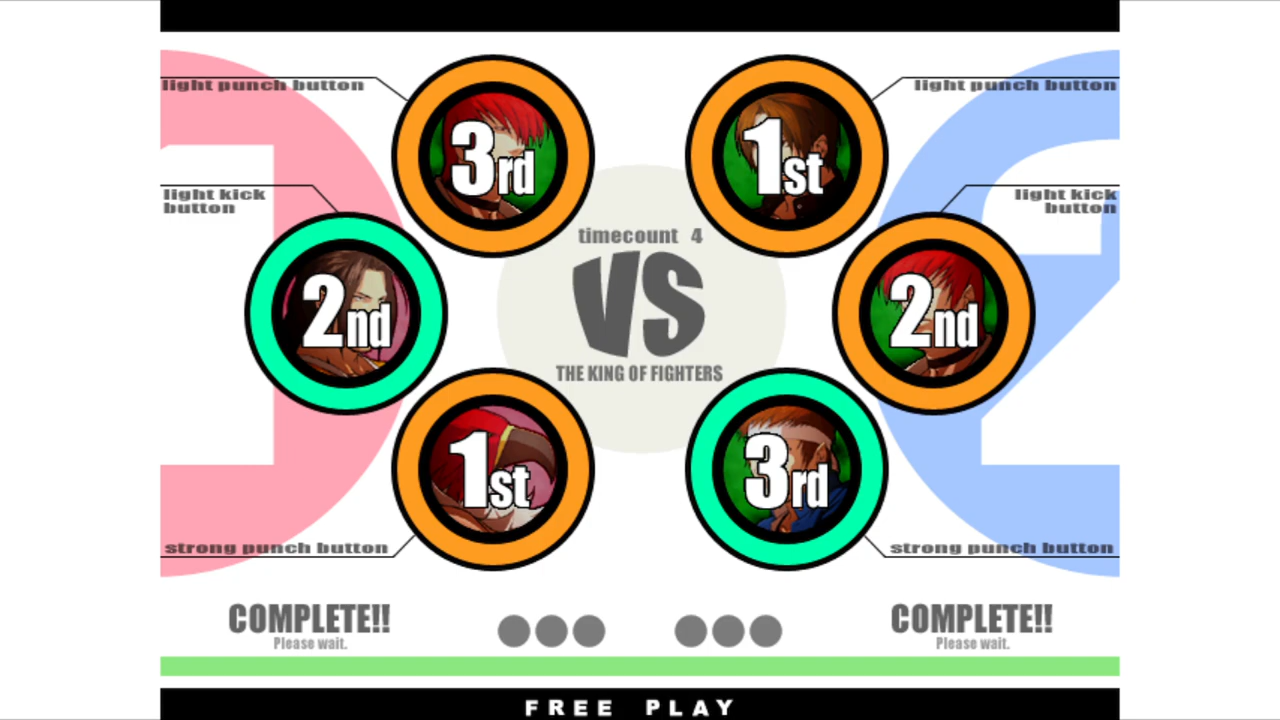 light punch button
3rd
1st
light punch button
light kick
button
light kick
button
timecount 4
VS
THE KING OF FIGHTERS
2nd
2nd
1st
3rd
strong punch button
strong punch button
1
2
COMPLETE!!
Please wait.
COMPLETE!!
Please wait.
FREE PLAY